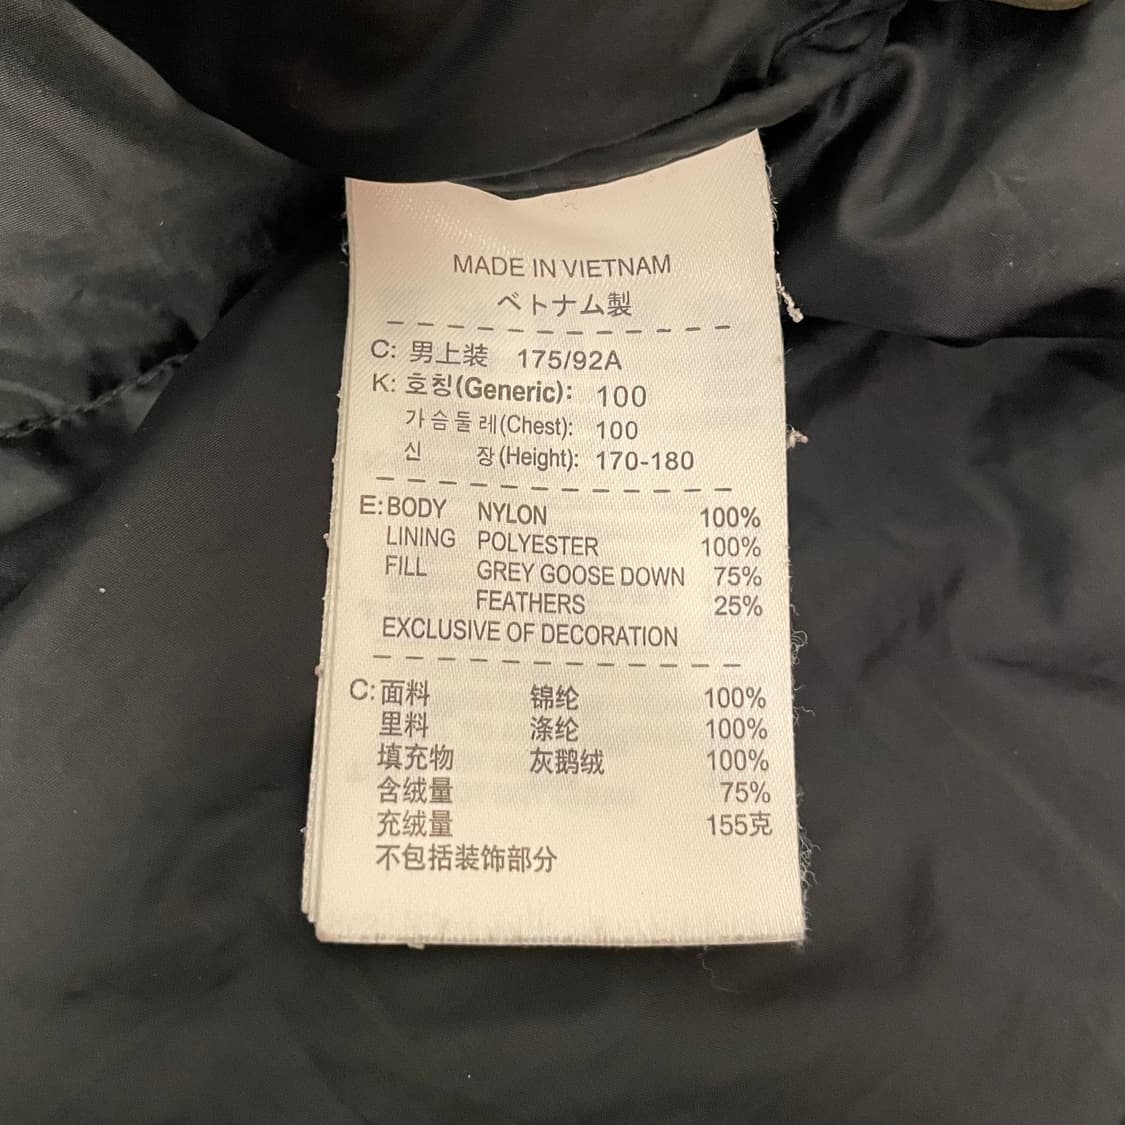 MADE IN VIETNAM
ベトナム製
C: 男上装 175/92A
K: 호칭(Generic): 100
가슴둘레(Chest): 100
신 장(Height): 170-180
E: BODY NYLON 100%
LINING POLYESTER 100%
FILL GREY GOOSE DOWN 75%
FEATHERS 25%
EXCLUSIVE OF DECORATION
C: 面料 锦纶 100%
里料 涤纶 100%
填充物 灰鹅绒 100%
含绒量 75%
充绒量 155克
不包括装饰部分